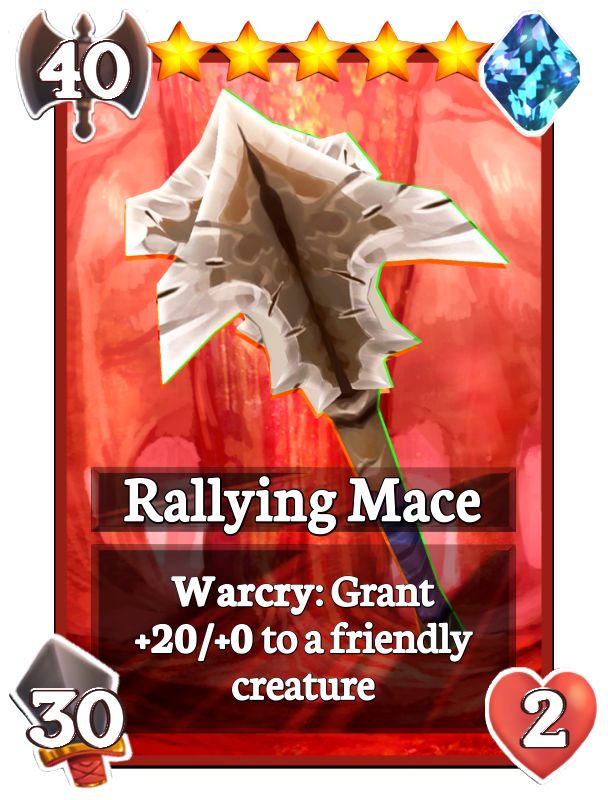 40
Rallying Mace
Warcry: Grant
+20/+0 to a friendly
creature
30
2